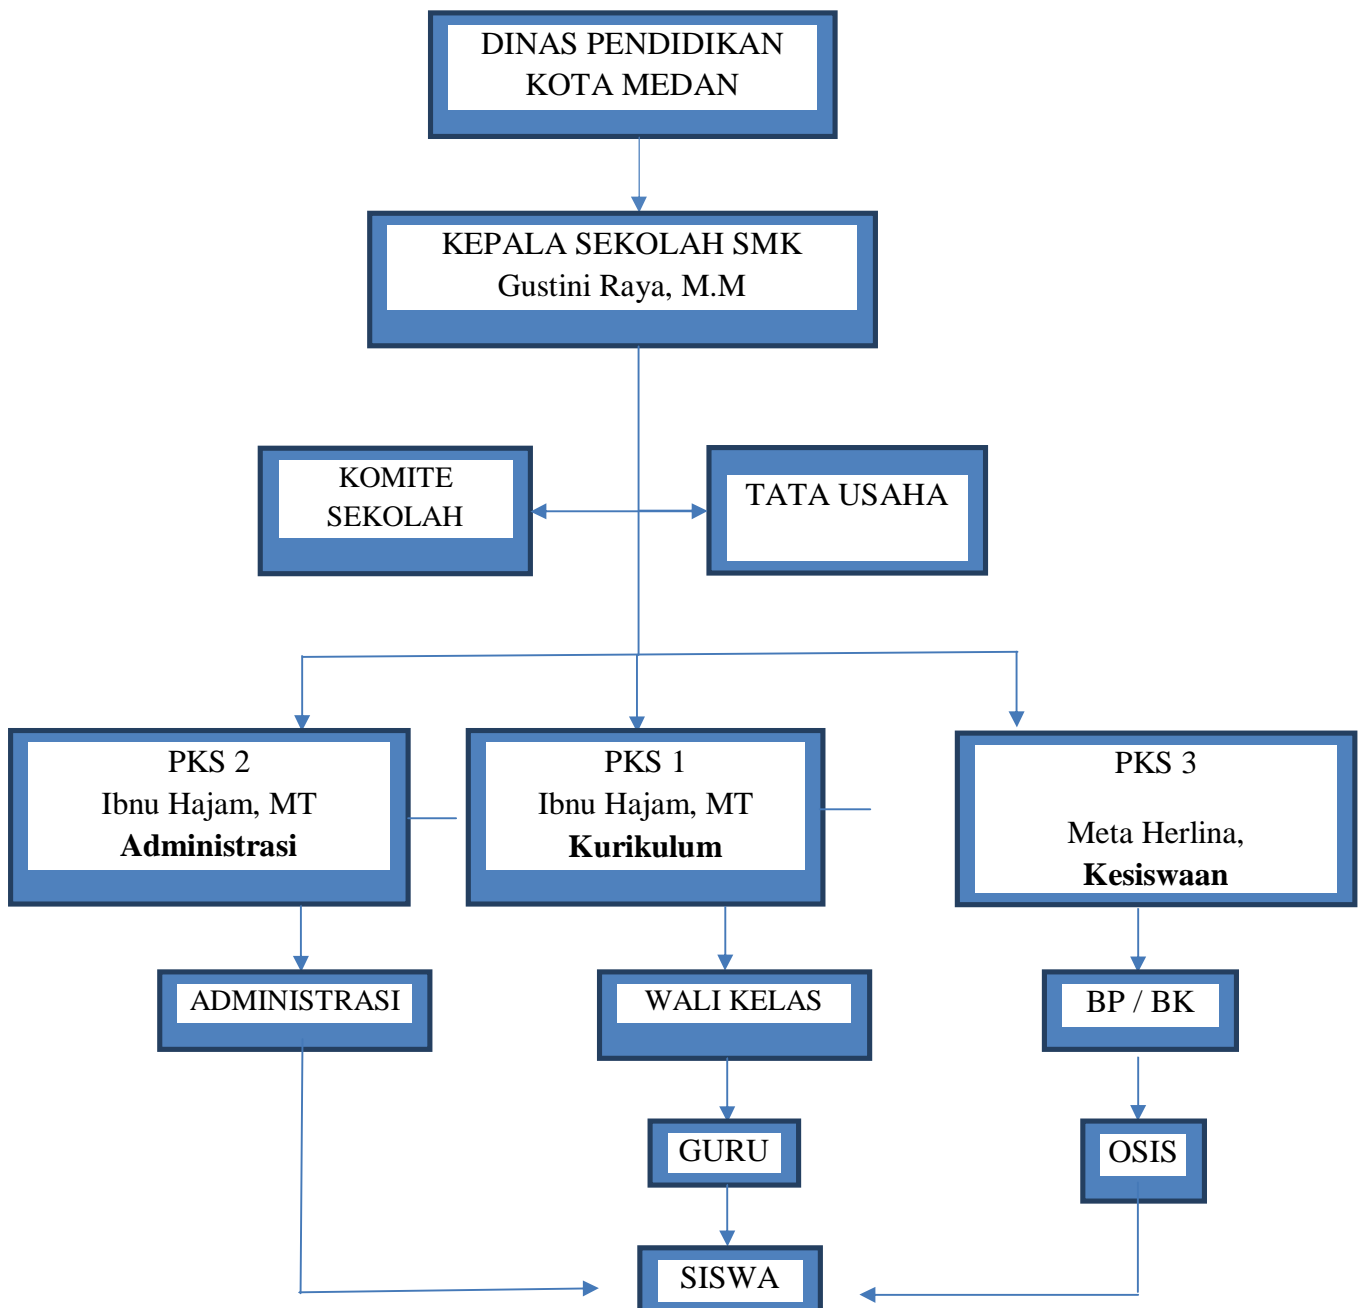 DINAS PENDIDIKAN
KOTA MEDAN
KEPALA SEKOLAH SMK
Gustini Raya, M.M
KOMITE
SEKOLAH
TATA USAHA
PKS 2
Ibnu Hajam, MT
Administrasi
PKS 1
Ibnu Hajam, MT
Kurikulum
PKS 3
Meta Herlina,
Kesiswaan
ADMINISTRASI
WALI KELAS
BP / BK
GURU
OSIS
SISWA